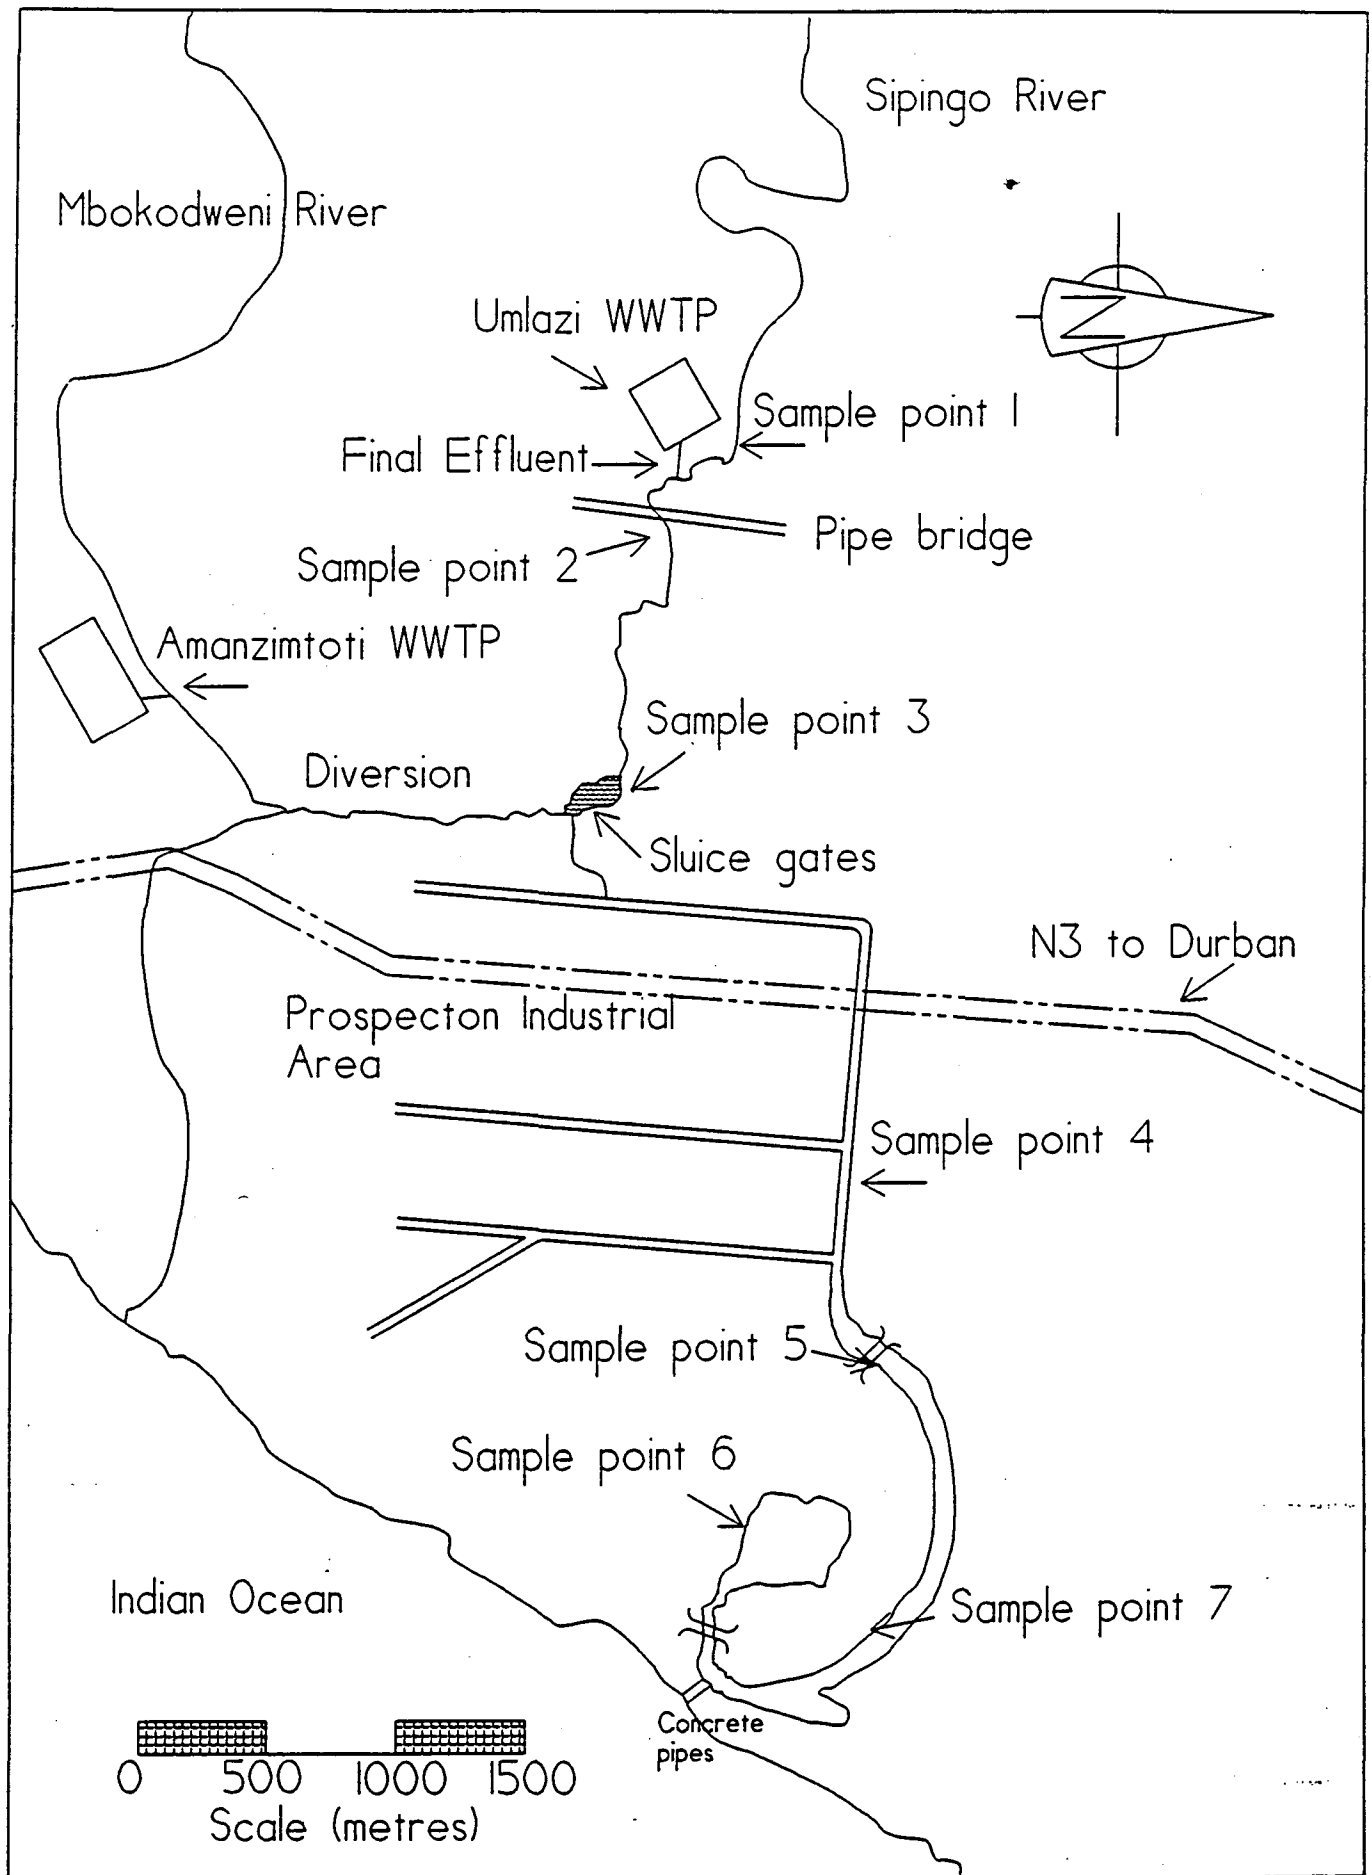 Sipingo River
Mbokodweni River
N
Umlazi WWTP
Sample point 1
Final Effluent
Pipe bridge
Sample point 2
Amanzimtoti WWTP
Sample point 3
Diversion
Sluice gates
N3 to Durban
Prospecton Industrial
Area
Sample point 4
Sample point 5
Sample point 6
Indian Ocean
Sample point 7
Concrete
pipes
0 500 1000 1500
Scale (metres)